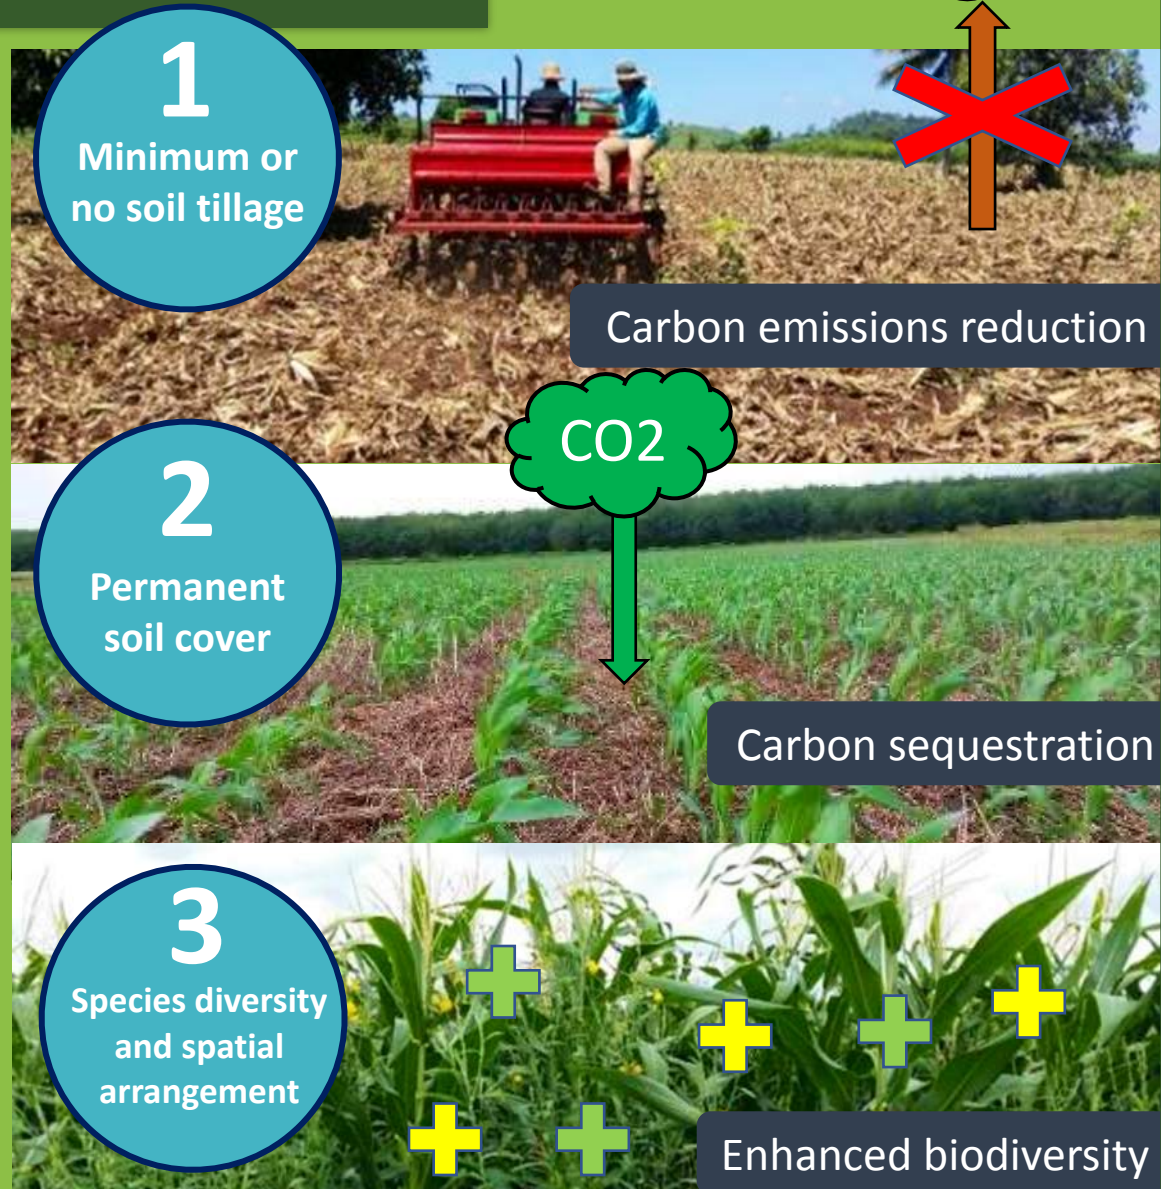 1
Minimum or
no soil tillage
Carbon emissions reduction
CO2
2
Permanent
soil cover
Carbon sequestration
3
Species diversity
and spatial
arrangement
Enhanced biodiversity